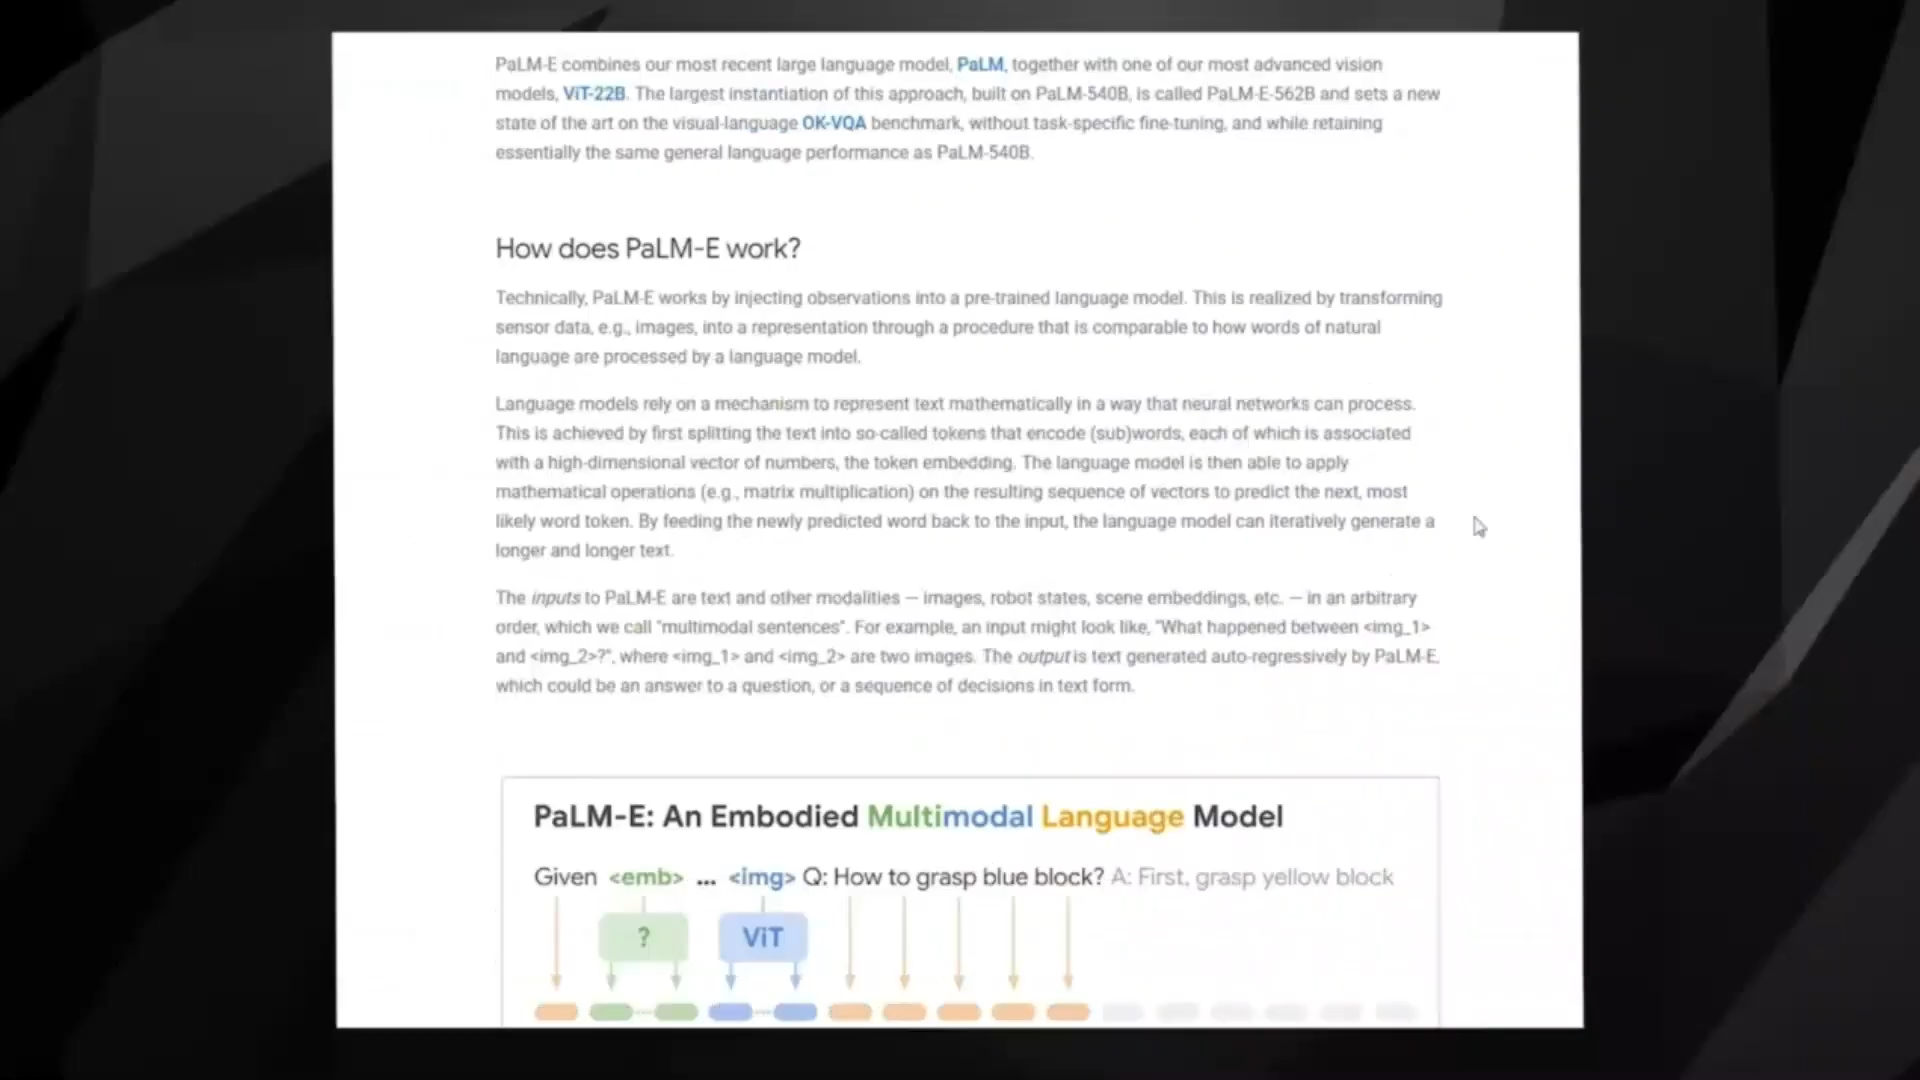 PaLM-E combines our most recent large language model, PaLM, together with one of our most advanced vision
models, ViT-22B. The largest instantiation of this approach, built on PaLM-540B, is called PaLM-E-562B and sets a new
state of the art on the visual-language OK-VQA benchmark, without task-specific fine-tuning, and while retaining
essentially the same general language performance as PaLM-540B.
How does PaLM-E work?
Technically, PaLM-E works by injecting observations into a pre-trained language model. This is realized by transforming
sensor data, e.g., images, into a representation through a procedure that is comparable to how words of natural
language are processed by a language model.
Language models rely on a mechanism to represent text mathematically in a way that neural networks can process.
This is achieved by first splitting the text into so-called tokens that encode (sub)words, each of which is associated
with a high-dimensional vector of numbers, the token embedding. The language model is then able to apply
mathematical operations (e.g., matrix multiplication) on the resulting sequence of vectors to predict the next, most
likely word token. By feeding the newly predicted word back to the input, the language model can iteratively generate a
longer and longer text.
The inputs to PaLM-E are text and other modalities — images, robot states, scene embeddings, etc. — in an arbitrary
order, which we call "multimodal sentences". For example, an input might look like, "What happened between <img_1>
and <img_2>?", where <img_1> and <img_2> are two images. The output is text generated auto-regressively by PaLM-E,
which could be an answer to a question, or a sequence of decisions in text form.
PaLM-E: An Embodied Multimodal Language Model
Given <emb> ... <img> Q: How to grasp blue block? A: First, grasp yellow block
? ViT